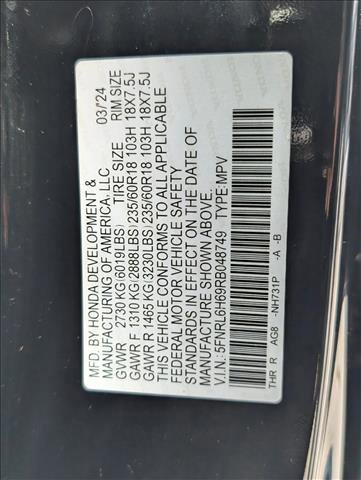 MFD. BY HONDA DEVELOPMENT &
MANUFACTURING OF AMERICA, LLC 03/24
GVWR 2730 KG(6019LBS) TIRE SIZE RIM SIZE
GAWR F 1310 KG(2888LBS) 235/60R18 103H 18X7.5J
GAWR R 1465 KG(3230LBS) 235/60R18 103H 18X7.5J
THIS VEHICLE CONFORMS TO ALL APPLICABLE
FEDERAL MOTOR VEHICLE SAFETY
STANDARDS IN EFFECT ON THE DATE OF
MANUFACTURE SHOWN ABOVE.
V.I.N.:5FNRL6H69RB048749 TYPE:MPV
THR R AG8 -NH731P -A -B